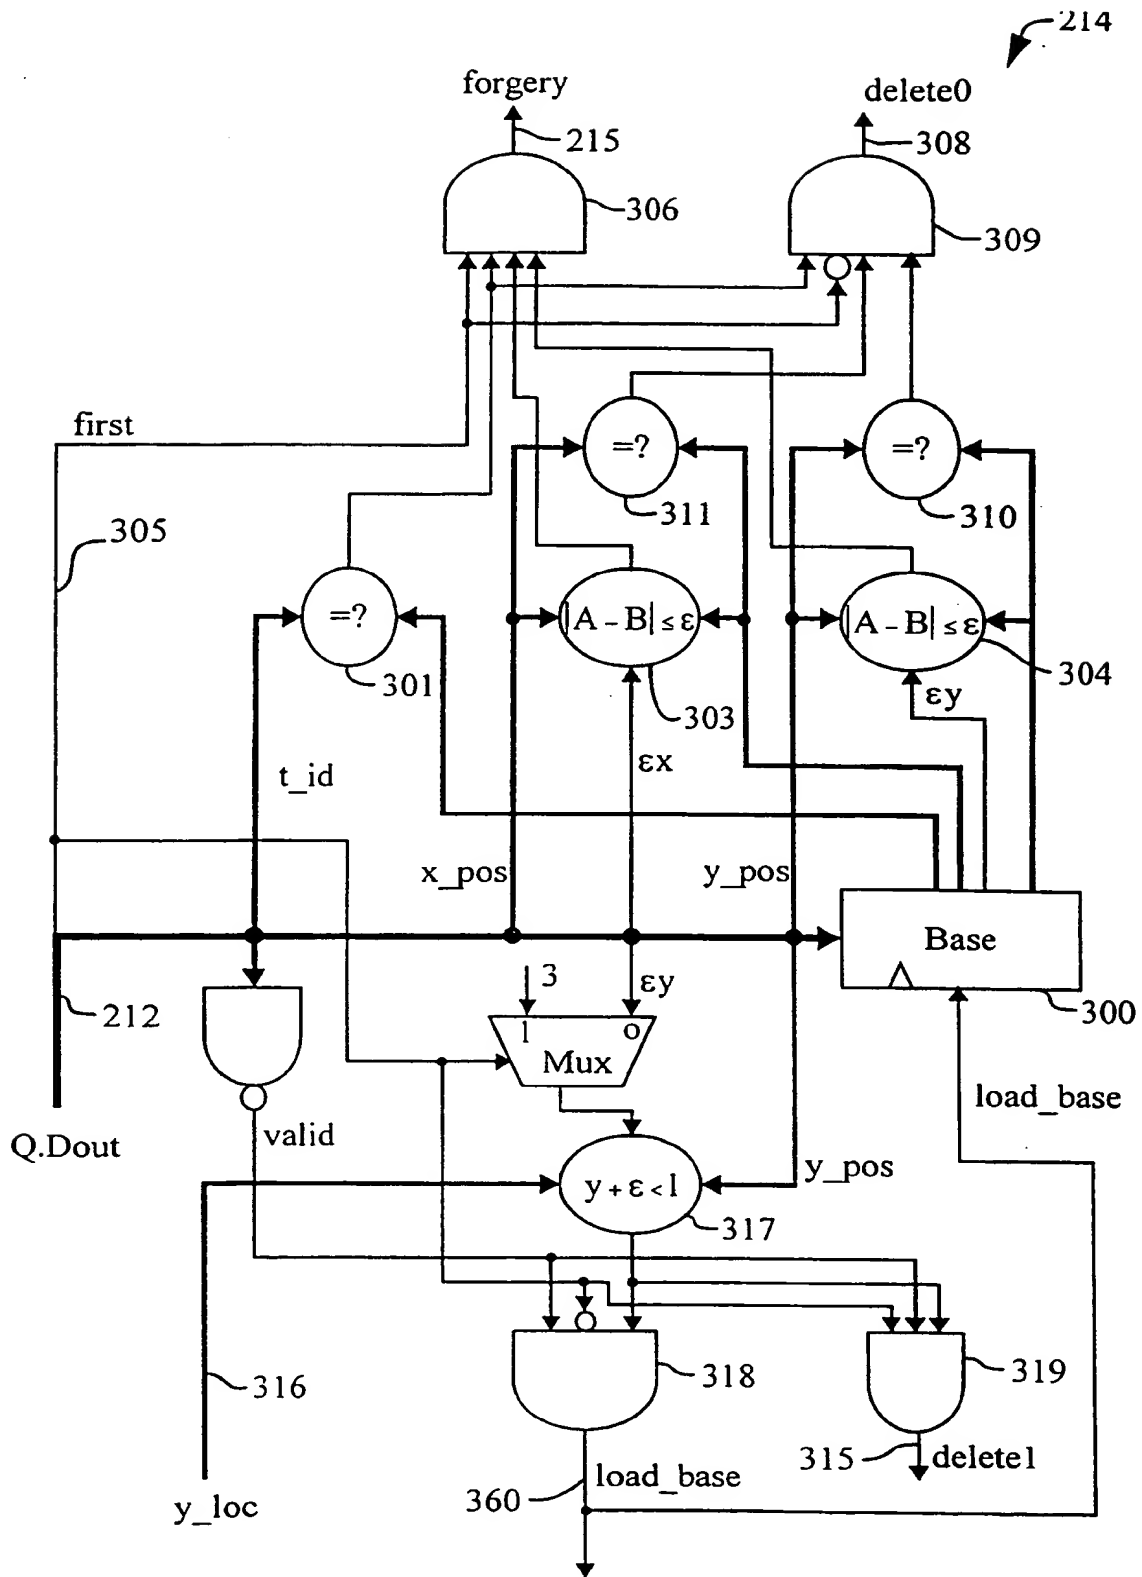 214
forgery
delete0
215
308
306
309
first
=?
=?
311
310
305
=?
|A - B| ≤ ε
|A - B| ≤ ε
301
304
303
εy
εx
t_id
x_pos
y_pos
Base
3
εy
212
1
0
300
Mux
load_base
Q.Dout
valid
y_pos
y + ε < 1
317
318
319
316
315
delete1
load_base
360
y_loc